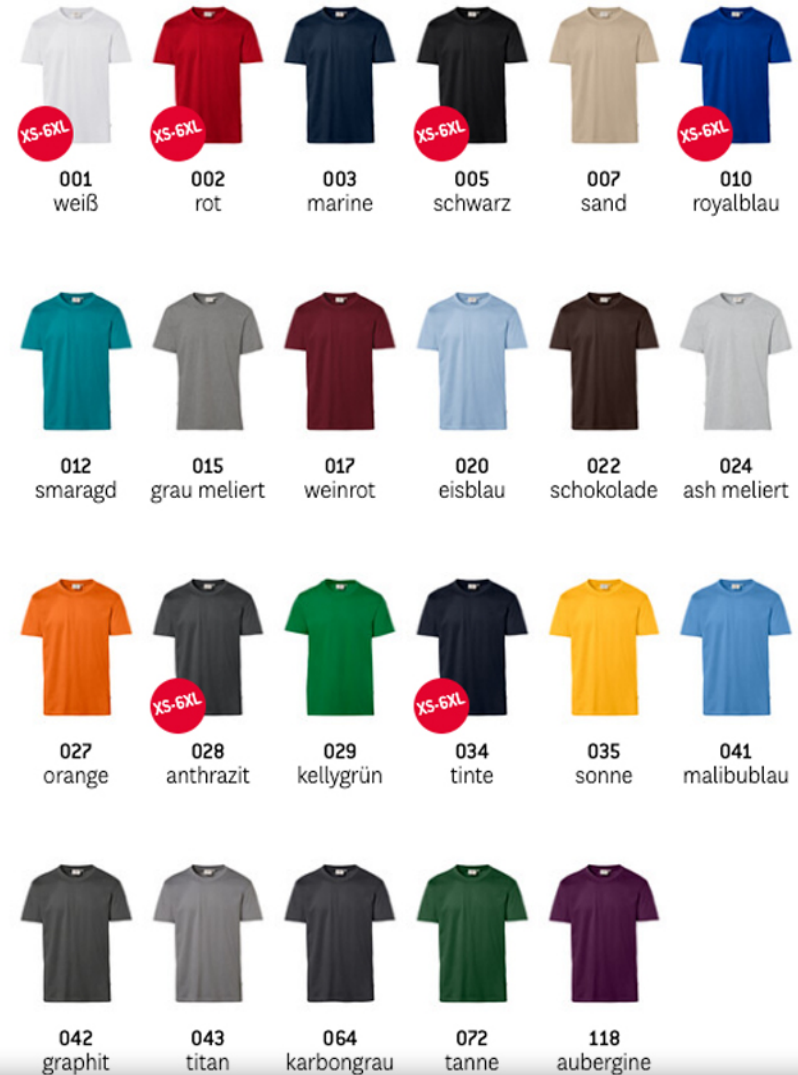 XS-6XL
001
weiß
XS-6XL
002
rot
003
marine
XS-6XL
005
schwarz
007
sand
XS-6XL
010
royalblau
012
smaragd
015
grau meliert
017
weinrot
020
eisblau
022
schokolade
024
ash meliert
027
orange
XS-6XL
028
anthrazit
029
kellygrün
XS-6XL
034
tinte
035
sonne
041
malibublau
042
graphit
043
titan
064
karbongrau
072
tanne
118
aubergine